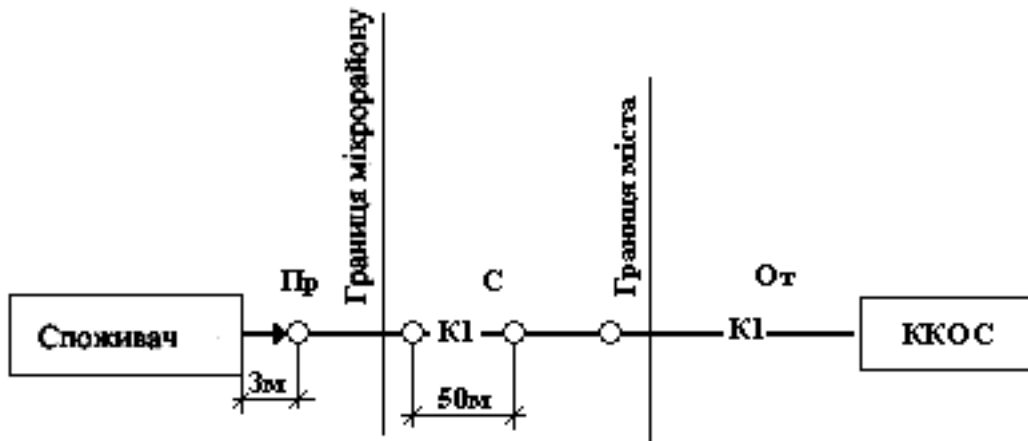 Границя мікрорайону
Границя міста
Пр
С
От
Споживач
К1
К1
ККОС
3м
50м